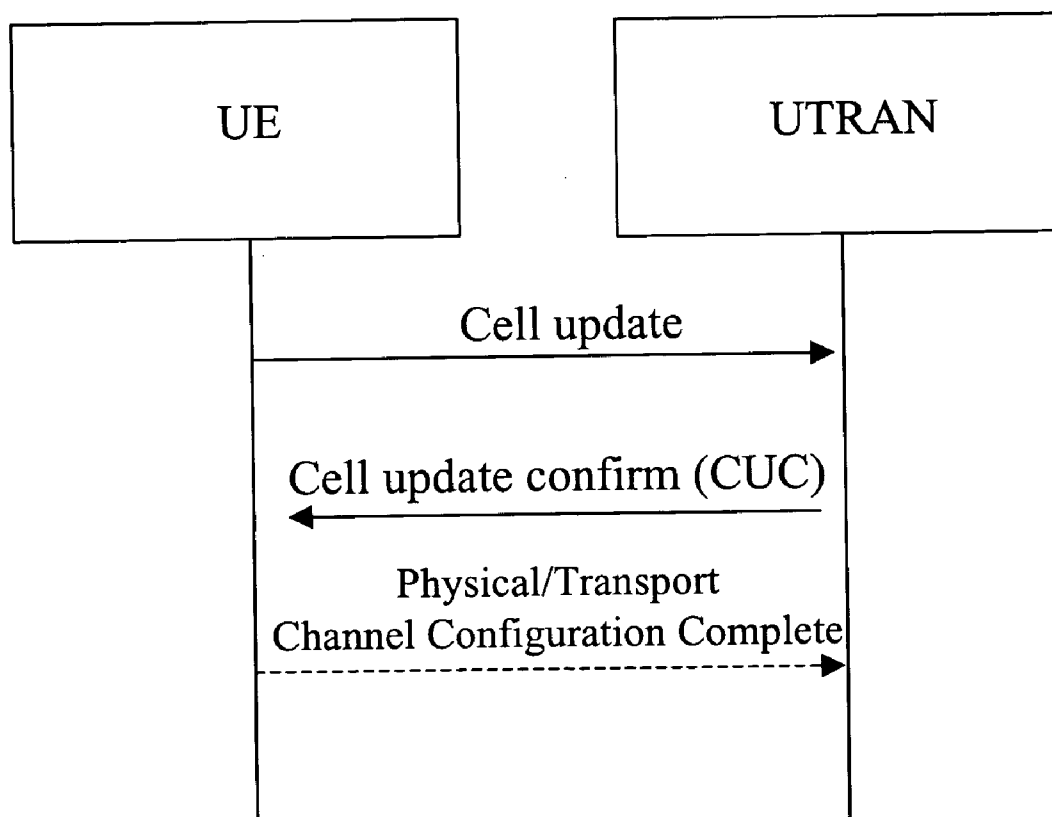 UE
UTRAN
Cell update
Cell update confirm (CUC)
Physical/Transport
Channel Configuration Complete